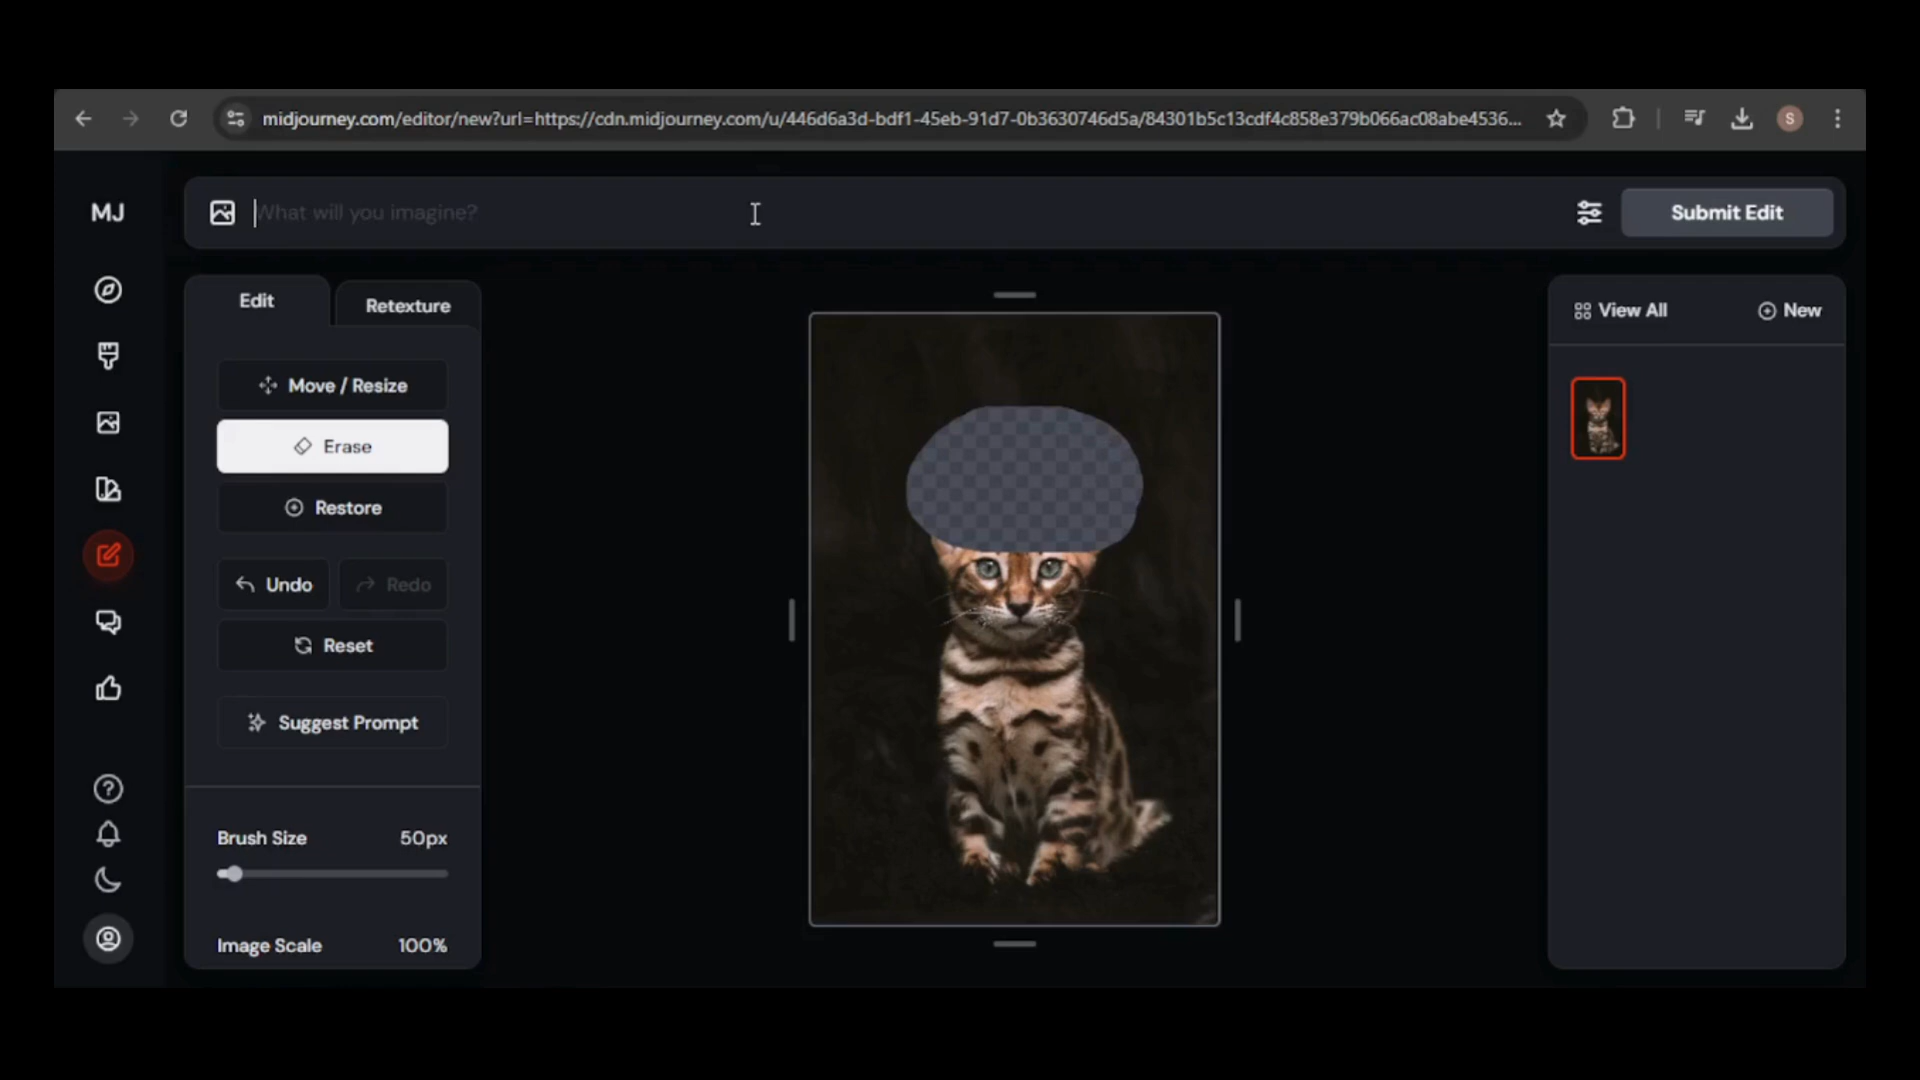 midjourney.com/editor/new?url=https://cdn.midjourney.com/u/446d6a3d-bdf1-45eb-91d7-0b3630746d5a/84301b5c13cdf4c858e379b066ac08abe4536...
S
MJ
What will you imagine?
Submit Edit
Edit
Retexture
View All
New
Move / Resize
Erase
Restore
Undo
Redo
Reset
Suggest Prompt
Brush Size
50px
Image Scale
100%